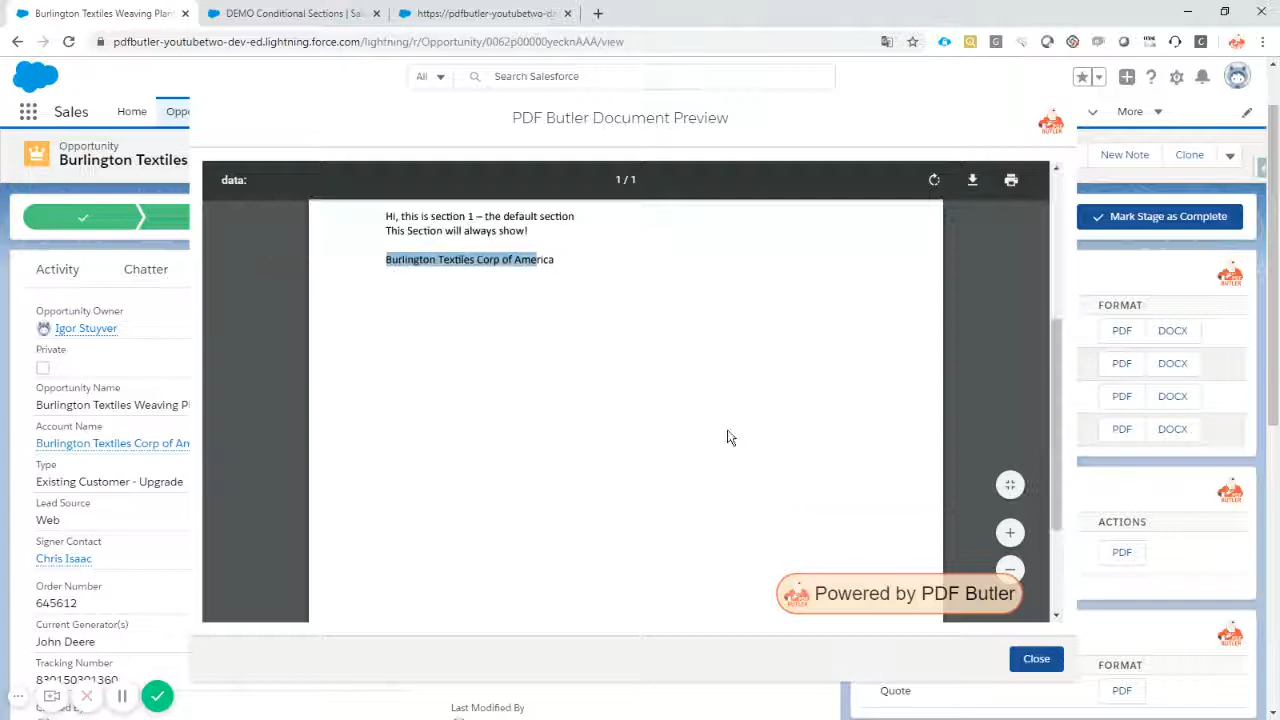 Burlington Textiles Weaving Plan
DEMO Conditional Sections | Sal
https://pdfbutler-youtubetwo-de
pdfbutler-youtubetwo-dev-ed.lightning.force.com/lightning/r/Opportunity/0062p00000yecknAAA/view
All
Search Salesforce
Sales
Home
Oppo
More
PDF Butler Document Preview
BUTLER
Opportunity
Burlington Textiles
New Note
Clone
data:
1 / 1
Hi, this is section 1 – the default section
This Section will always show!
Burlington Textiles Corp of America
Mark Stage as Complete
Activity
Chatter
Opportunity Owner
Igor Stuyver
Private
Opportunity Name
Burlington Textiles Weaving P
Account Name
Burlington Textiles Corp of Am
Type
Existing Customer - Upgrade
Lead Source
Web
Signer Contact
Chris Isaac
Order Number
645612
Current Generator(s)
John Deere
Tracking Number
830150301360
FORMAT
PDF
DOCX
PDF
DOCX
PDF
DOCX
PDF
DOCX
ACTIONS
PDF
FORMAT
Quote
PDF
Powered by PDF Butler
Close
Last Modified By